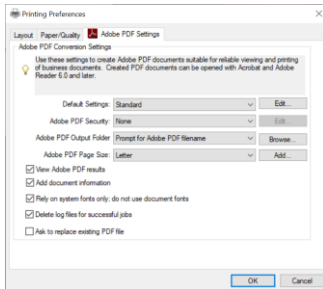 Printing Preferences
Layout Paper/Quality Adobe PDF Settings
Adobe PDF Conversion Settings
Use these settings to create Adobe PDF documents suitable for reliable viewing and printing
of business documents. Created PDF documents can be opened with Acrobat and Adobe
Reader 6.0 and later.
Default Settings: Standard Edit...
Adobe PDF Security: None Edit...
Adobe PDF Output Folder Prompt for Adobe PDF filename Browse...
Adobe PDF Page Size: Letter Add...
View Adobe PDF results
Add document information
Rely on system fonts only; do not use document fonts
Delete log files for successful jobs
Ask to replace existing PDF file
OK Cancel